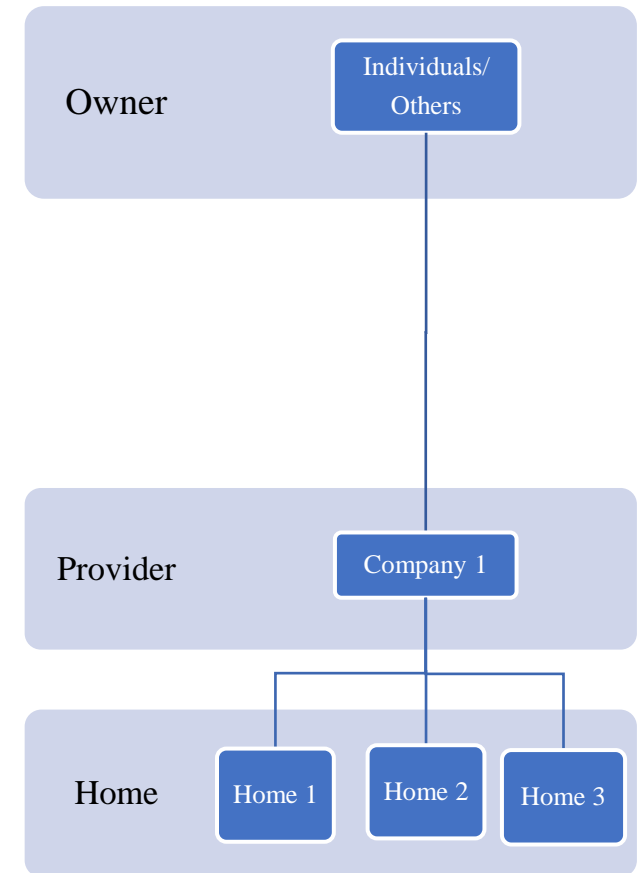 Owner
Individuals/
Others
Provider
Company 1
Home
Home 1
Home 2
Home 3